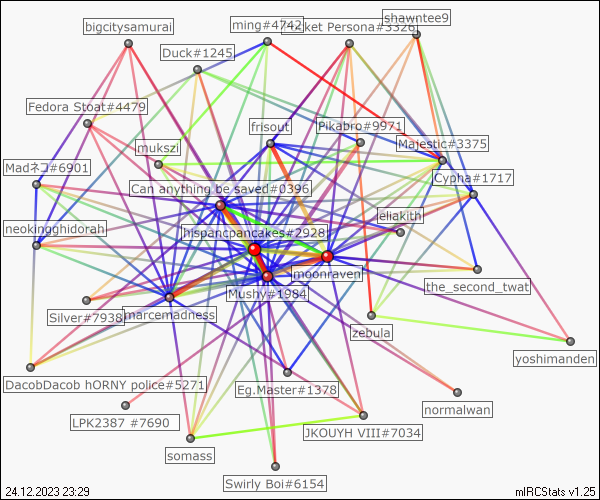 bigcitysamurai
ming#4742
shawntee9
Duck#1245
Fedora Stoat#4479
frisout
Pikabro#9971
mukszi
Majestic#3375
Madネコ#6901
Cypha#1717
Can anything be saved#0396
eliakith
neokingghidorah
hispancpancakes#2928
moonraven
the_second_twat
Mushy#1984
Silver#7938
marcemadness
zebula
yoshimanden
DacobDacob hORNY police#5271
Eg.Master#1378
normalwan
LPK2387 #7690
JKOUYH VIII#7034
somass
Swirly Boi#6154
24.12.2023 23:29
mIRCStats v1.25